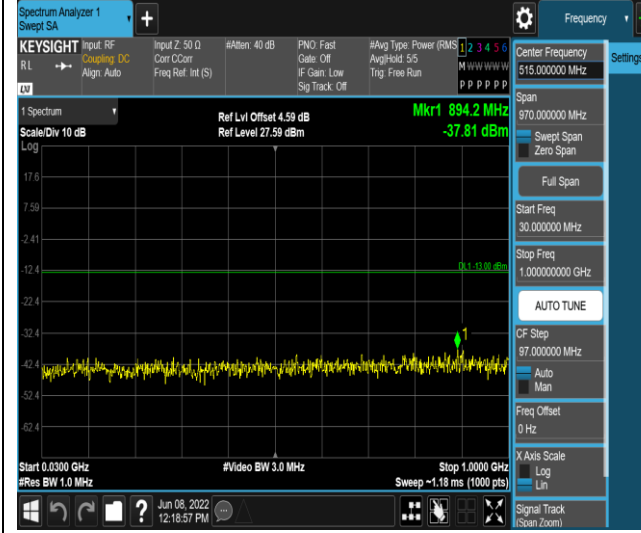 Spectrum Analyzer 1
Swept SA
+
Frequency
KEYSIGHT
RL
LXI
Input: RF
Coupling: DC
Align: Auto
Input Z: 50 Ω
Corr CCorr
Freq Ref: Int (S)
#Atten: 40 dB
PNO: Fast
Gate: Off
IF Gain: Low
Sig Track: Off
#Avg Type: Power (RMS
Avg|Hold: 5/5
Trig: Free Run
1 2 3 4 5 6
M W W W W W
P P P P P P
1 Spectrum
Scale/Div 10 dB
Log
Ref Lvl Offset 4.59 dB
Ref Level 27.59 dBm
Mkr1 894.2 MHz
-37.81 dBm
17.6
7.59
-2.41
-12.4
-22.4
-32.4
-42.4
-52.4
-62.4
DL1 -13.00 dBm
1
Start 0.0300 GHz
#Res BW 1.0 MHz
#Video BW 3.0 MHz
Stop 1.0000 GHz
Sweep ~1.18 ms (1000 pts)
?
Jun 08, 2022
12:18:57 PM
Center Frequency
515.000000 MHz
Settings
Span
970.000000 MHz
Swept Span
Zero Span
Full Span
Start Freq
30.000000 MHz
Stop Freq
1.000000000 GHz
AUTO TUNE
CF Step
97.000000 MHz
Auto
Man
Freq Offset
0 Hz
X Axis Scale
Log
Lin
Signal Track
(Span Zoom)